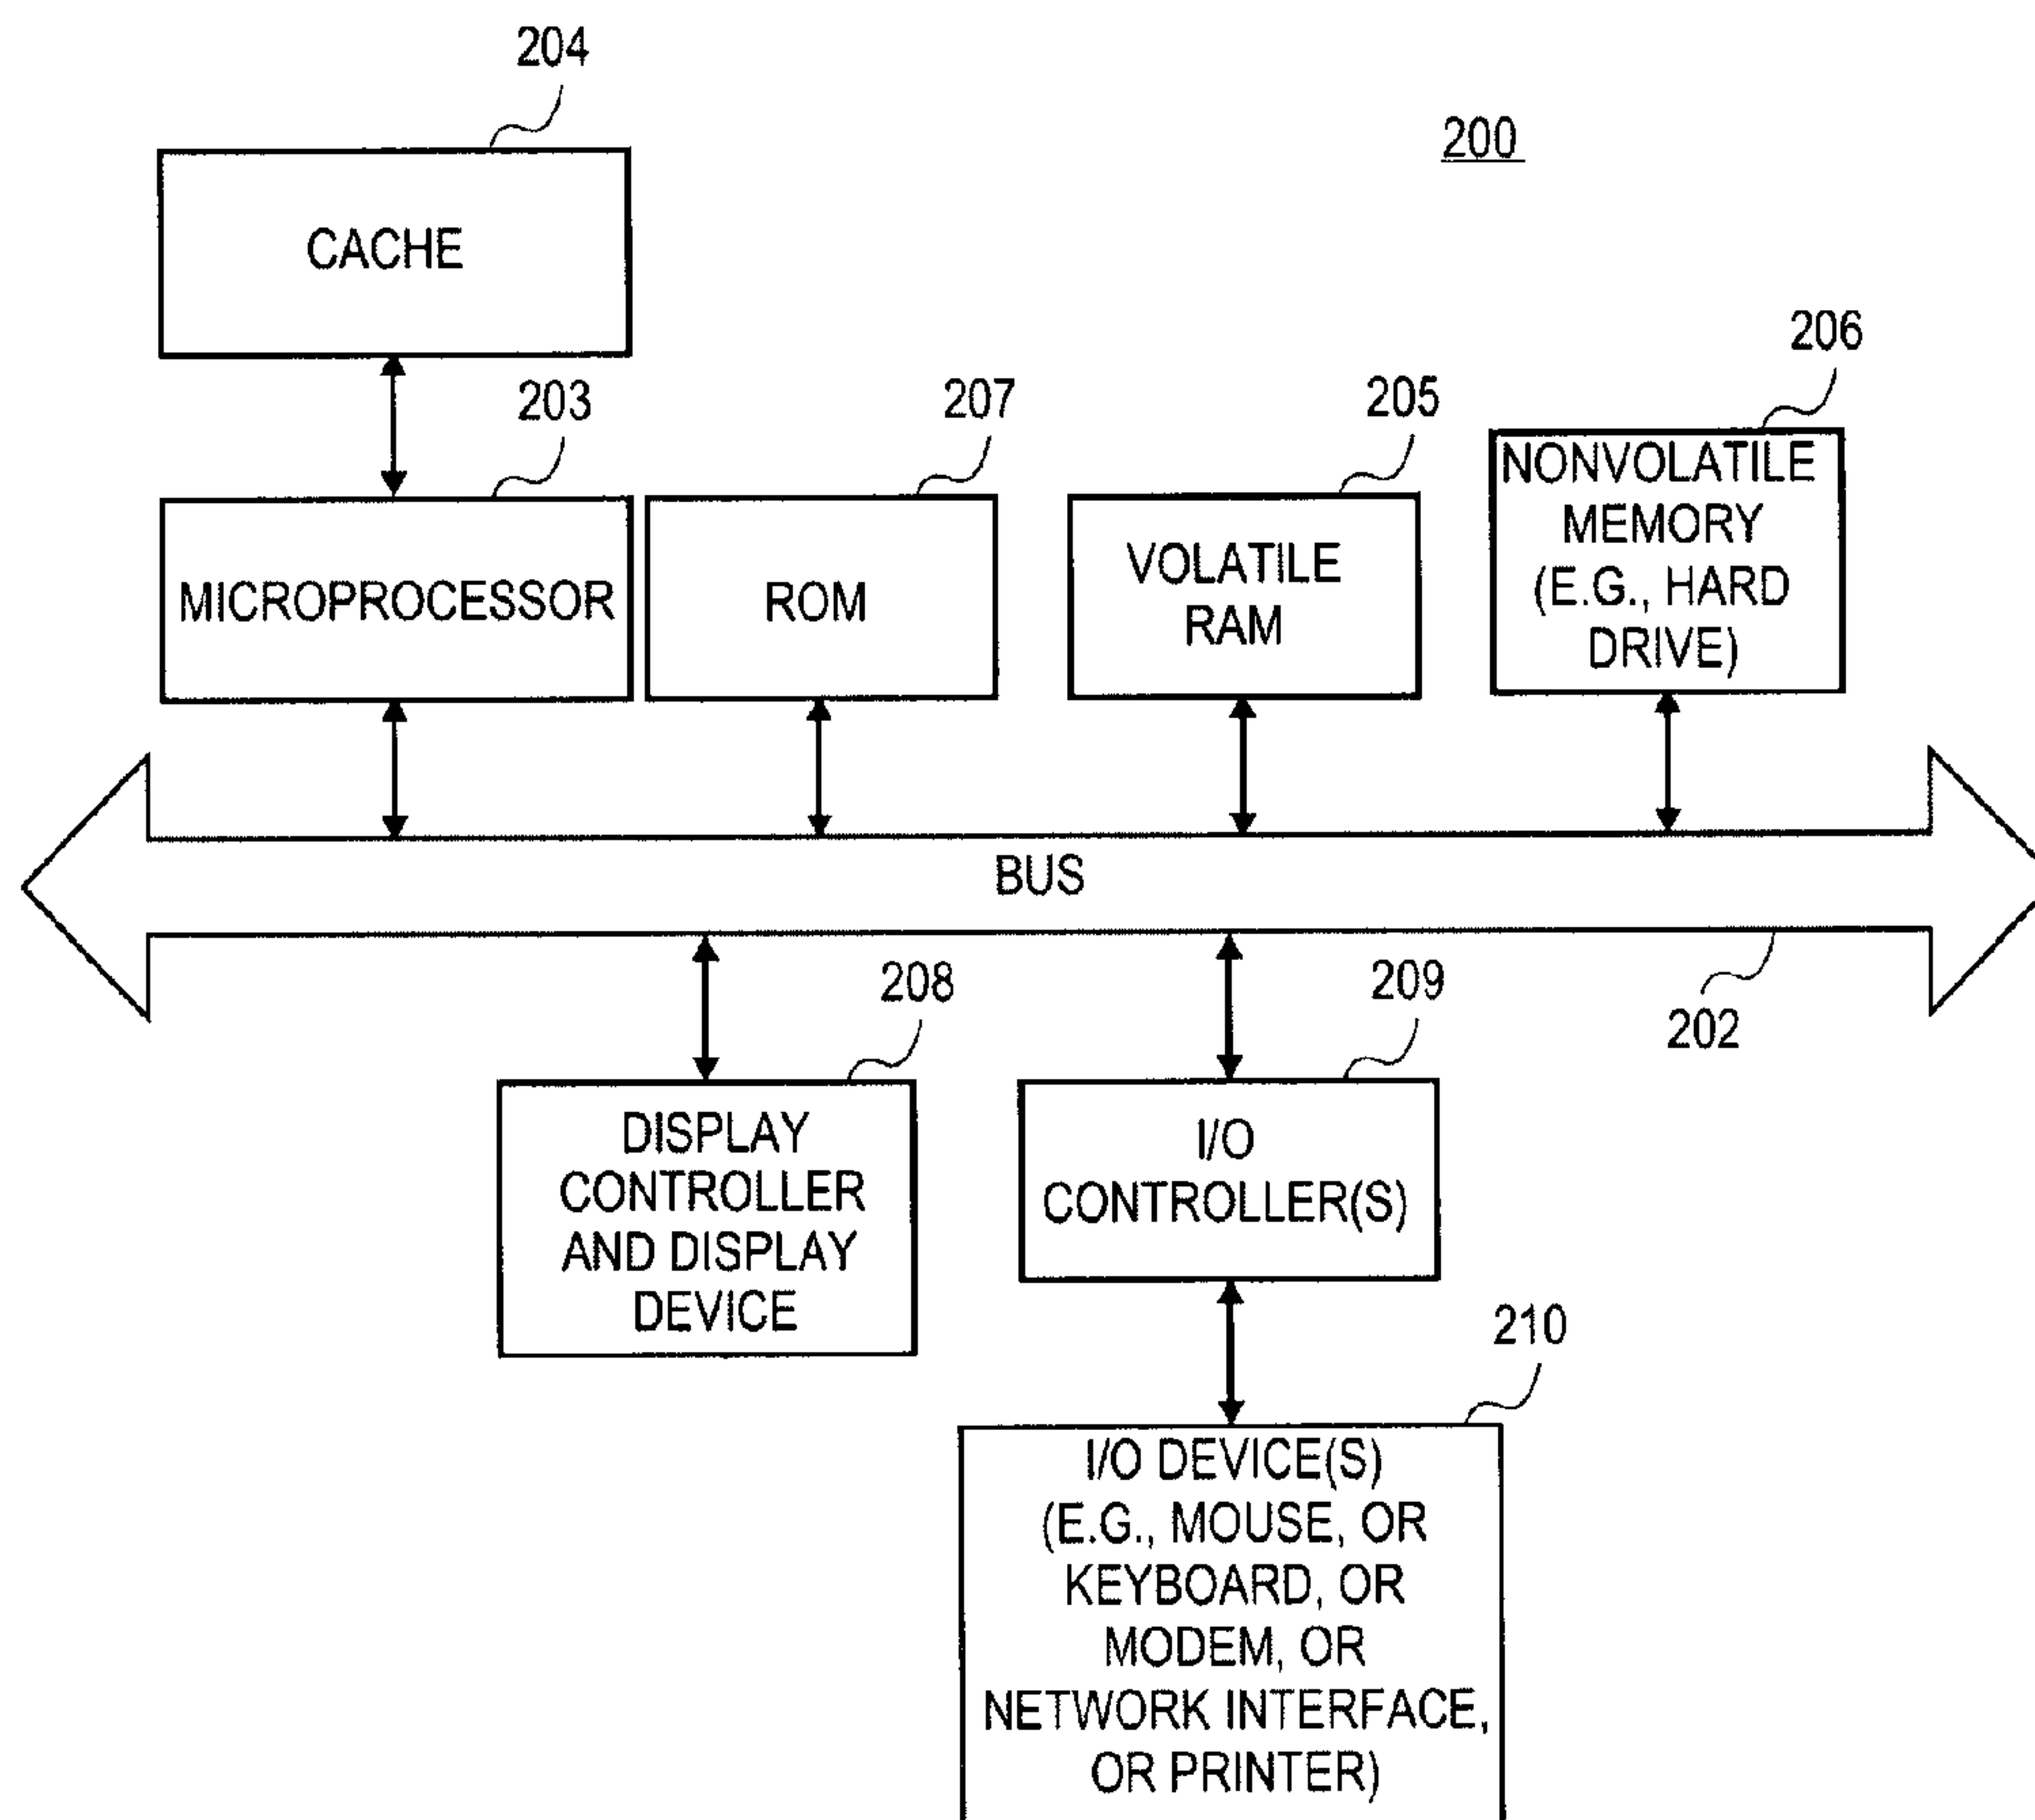 204
200
CACHE
206
203
207
205
MICROPROCESSOR
ROM
VOLATILE
RAM
NONVOLATILE
MEMORY
(E.G., HARD
DRIVE)
BUS
202
208
209
DISPLAY
CONTROLLER
AND DISPLAY
DEVICE
I/O
CONTROLLER(S)
210
I/O DEVICE(S)
(E.G., MOUSE, OR
KEYBOARD, OR
MODEM, OR
NETWORK INTERFACE,
OR PRINTER)